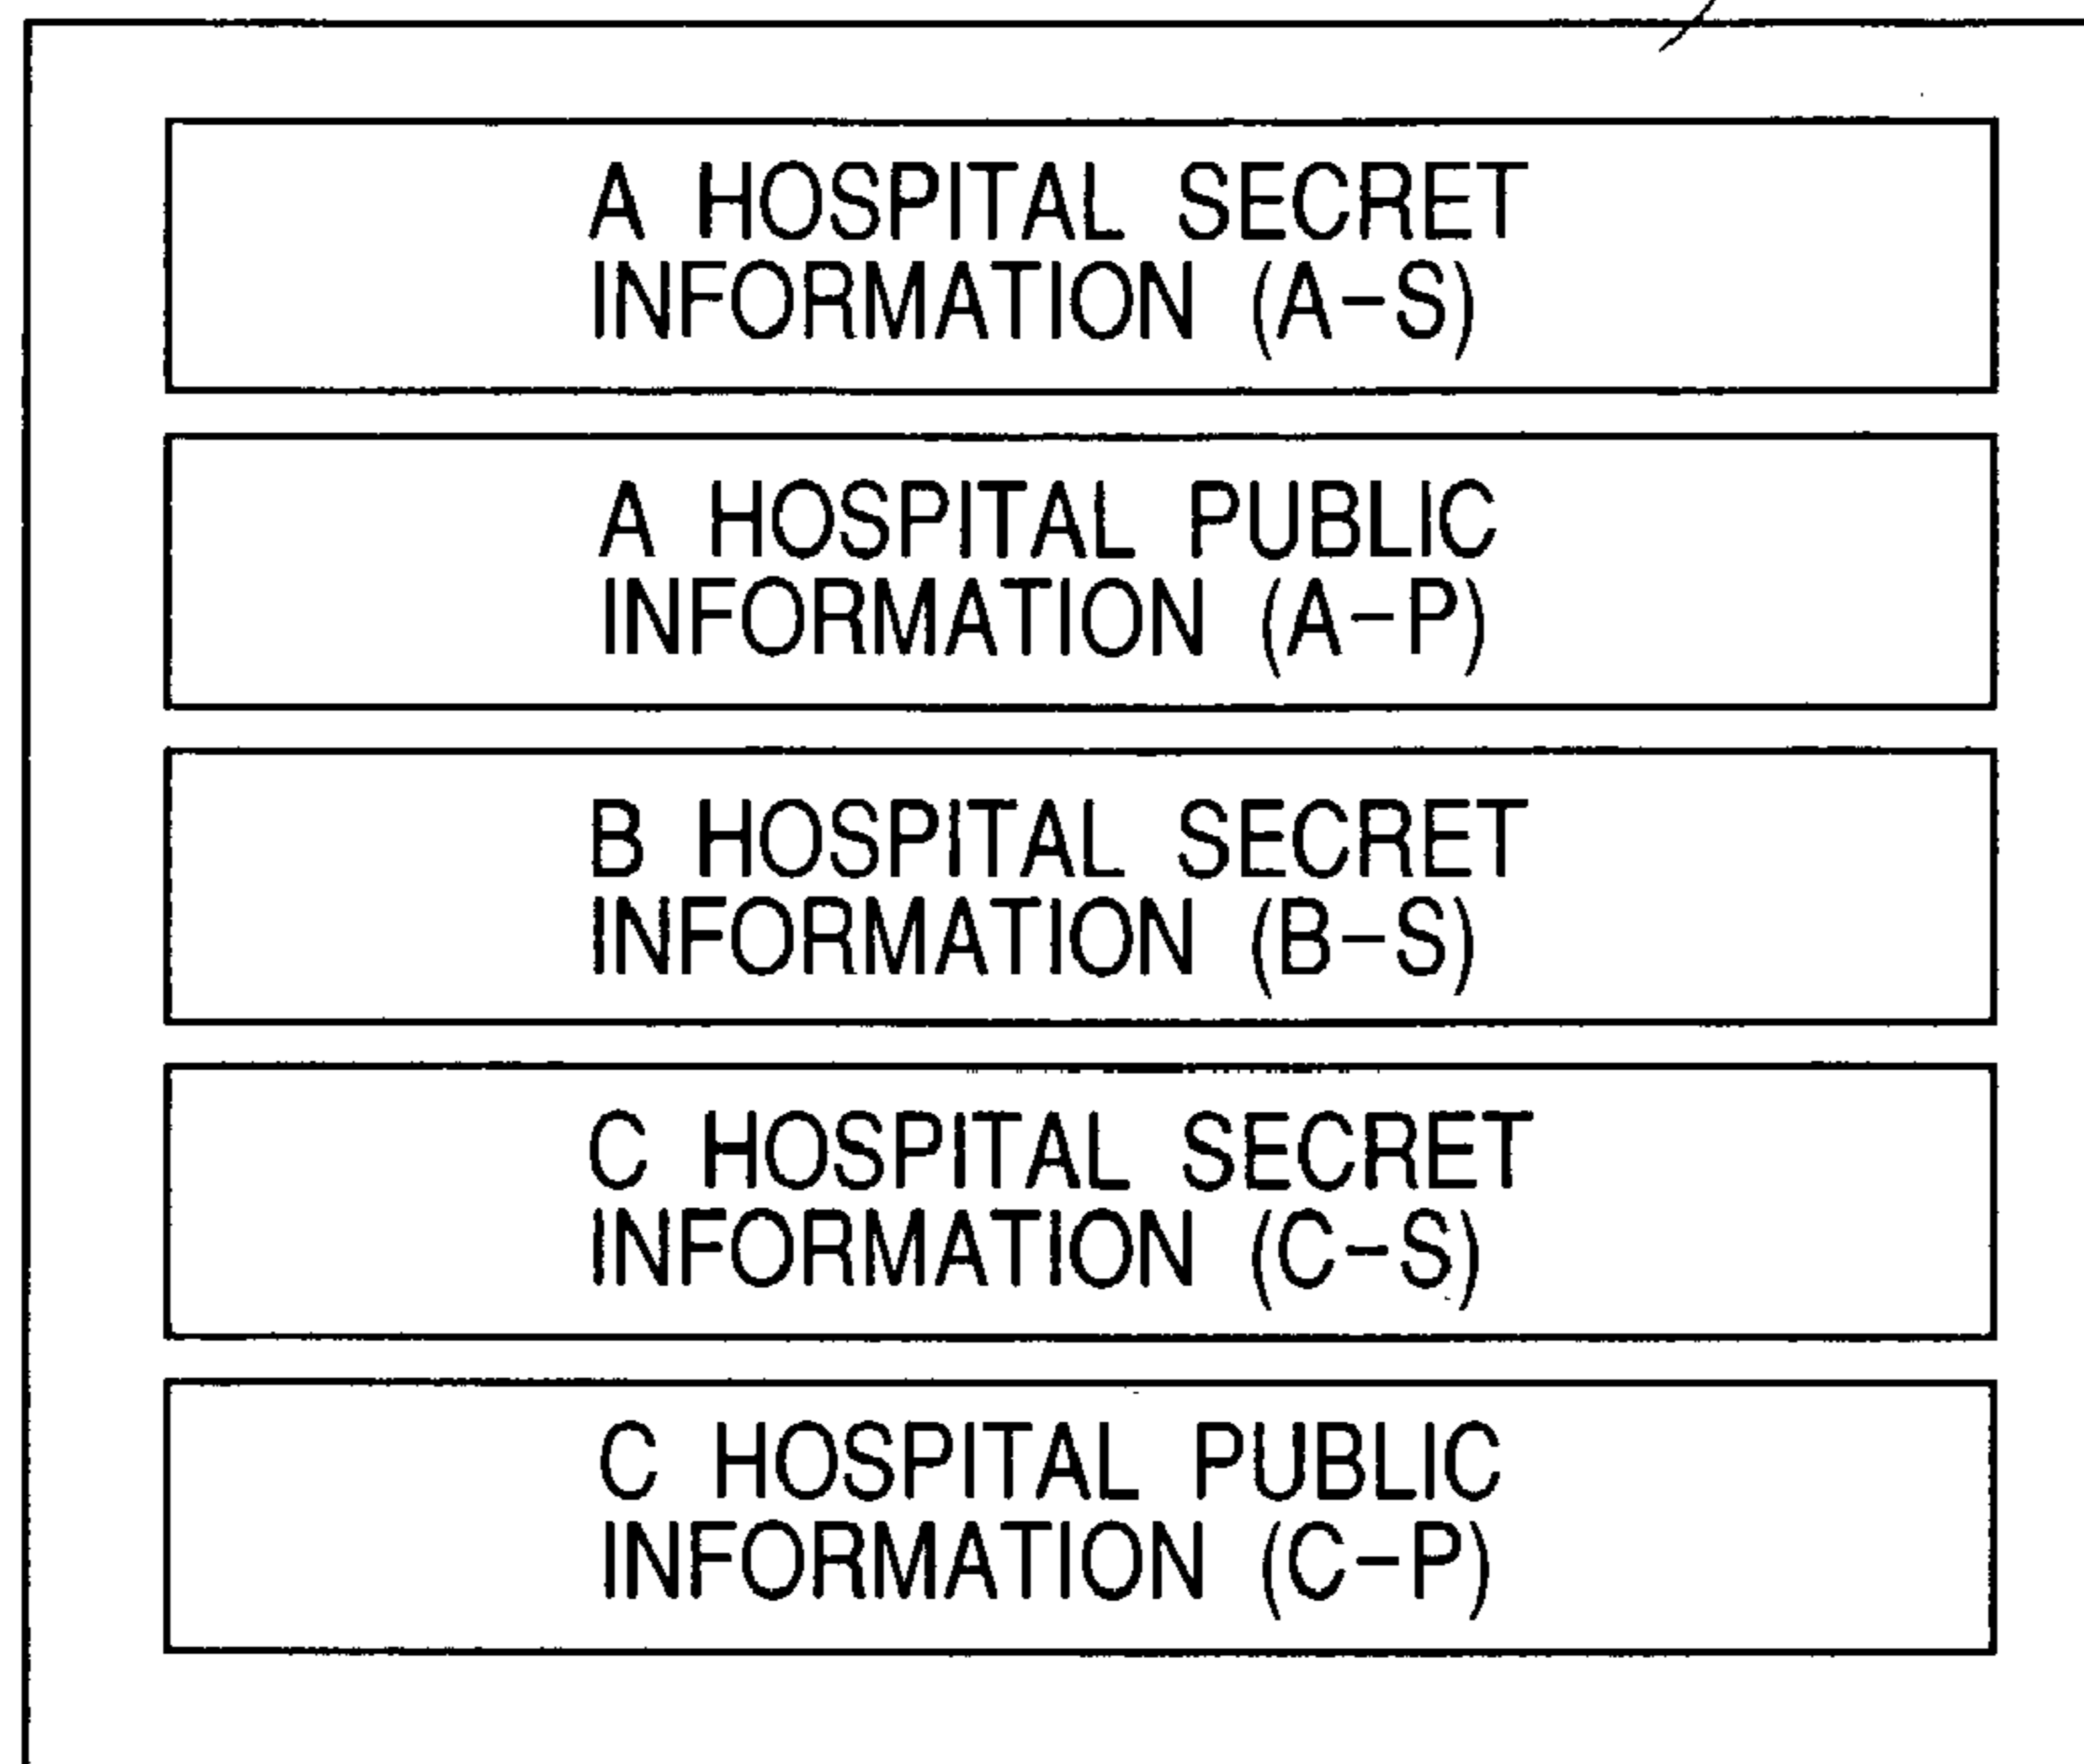 A HOSPITAL SECRET
INFORMATION (A-S)
A HOSPITAL PUBLIC
INFORMATION (A-P)
B HOSPITAL SECRET
INFORMATION (B-S)
C HOSPITAL SECRET
INFORMATION (C-S)
C HOSPITAL PUBLIC
INFORMATION (C-P)